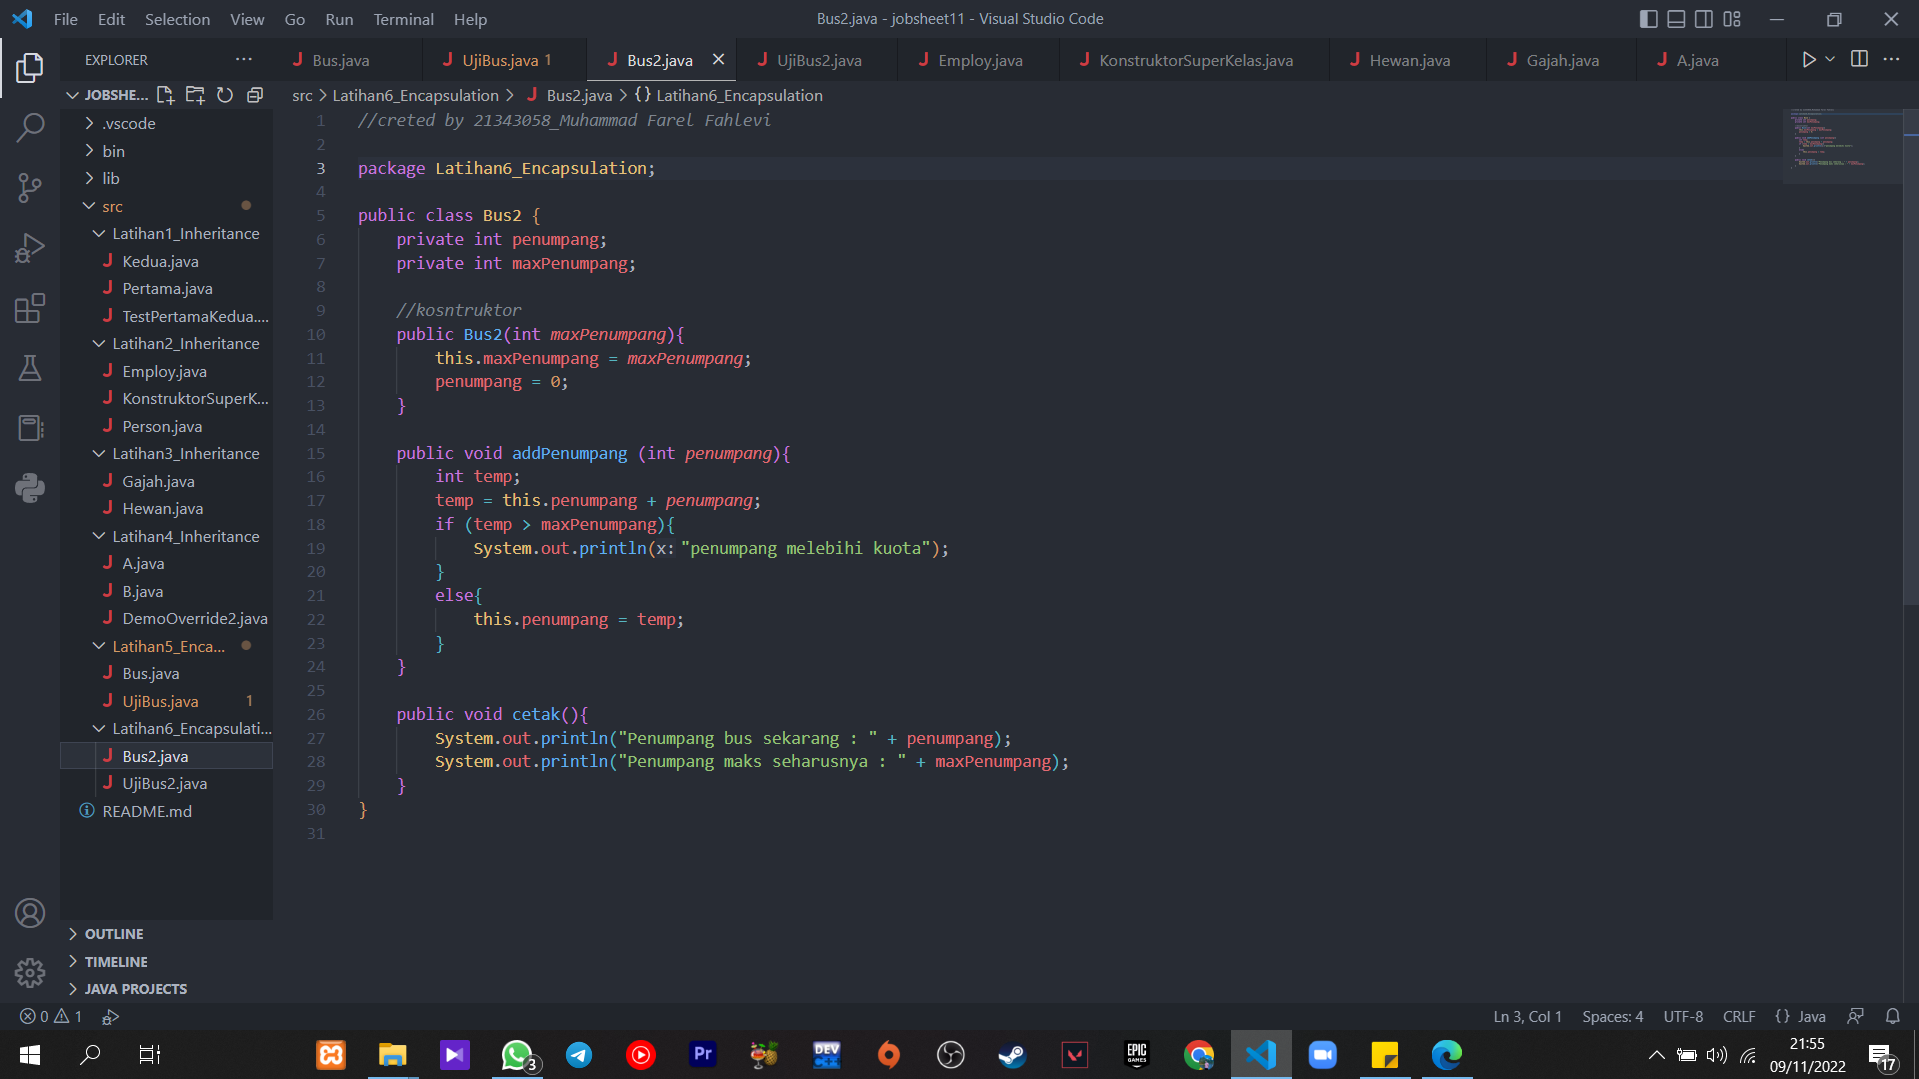 File Edit Selection View Go Run Terminal Help
Bus2.java - jobsheet11 - Visual Studio Code
EXPLORER
Bus.java
UjiBus.java 1
Bus2.java
UjiBus2.java
Employ.java
KonstruktorSuperKelas.java
Hewan.java
Gajah.java
A.java
JOBSHE...
src > Latihan6_Encapsulation > Bus2.java > {} Latihan6_Encapsulation
.vscode
bin
lib
src
Latihan1_Inheritance
Kedua.java
Pertama.java
TestPertamaKedua....
Latihan2_Inheritance
Employ.java
KonstruktorSuperK...
Person.java
Latihan3_Inheritance
Gajah.java
Hewan.java
Latihan4_Inheritance
A.java
B.java
DemoOverride2.java
Latihan5_Enca...
Bus.java
UjiBus.java 1
Latihan6_Encapsulati...
Bus2.java
UjiBus2.java
README.md
OUTLINE
TIMELINE
JAVA PROJECTS
1 //creted by 21343058_Muhammad Farel Fahlevi
2
3 package Latihan6_Encapsulation;
4
5 public class Bus2 {
6 private int penumpang;
7 private int maxPenumpang;
8
9 //kosntruktor
10 public Bus2(int maxPenumpang){
11 this.maxPenumpang = maxPenumpang;
12 penumpang = 0;
13 }
14
15 public void addPenumpang (int penumpang){
16 int temp;
17 temp = this.penumpang + penumpang;
18 if (temp > maxPenumpang){
19 System.out.println(x: "penumpang melebihi kuota");
20 }
21 else{
22 this.penumpang = temp;
23 }
24 }
25
26 public void cetak(){
27 System.out.println("Penumpang bus sekarang : " + penumpang);
28 System.out.println("Penumpang maks seharusnya : " + maxPenumpang);
29 }
30 }
31
0 1
Ln 3, Col 1 Spaces: 4 UTF-8 CRLF {} Java
3
Pr
DEV C++
EPIC GAMES
21:55
09/11/2022
17